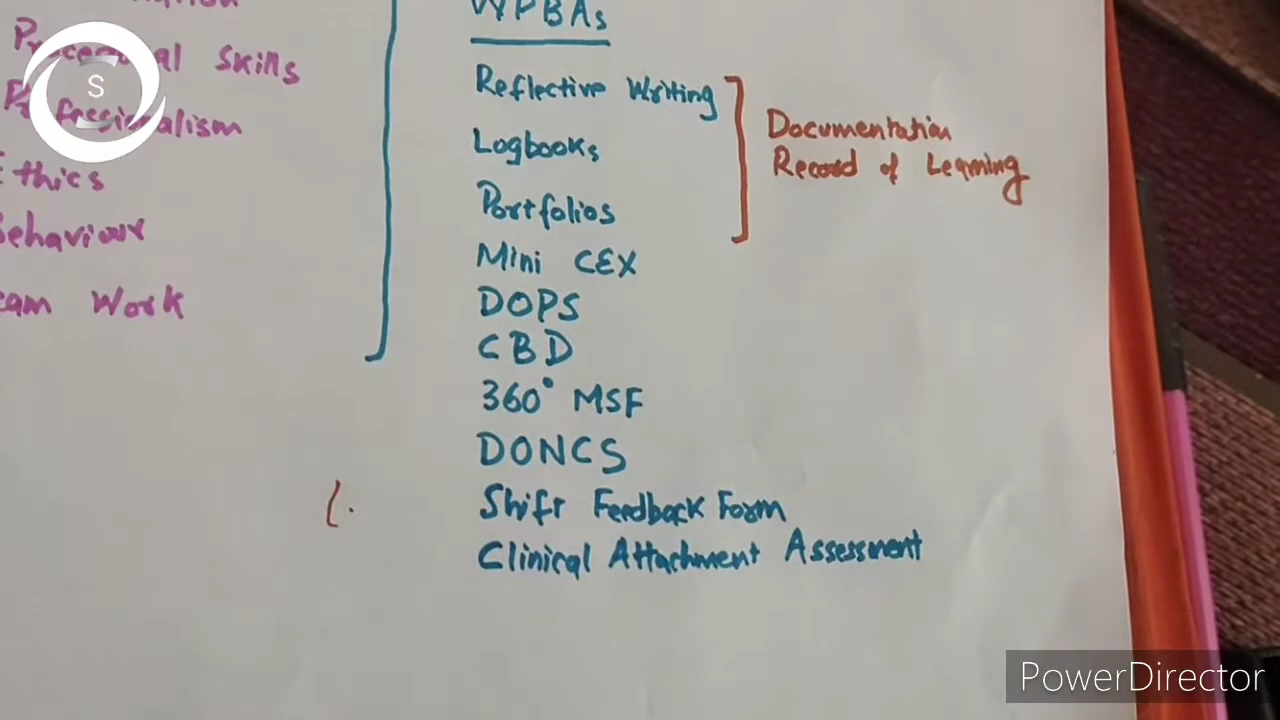 WPBAs
Procedural Skills
Professionalism
Ethics
Behaviour
Work
Reflective Writing
Logbooks
Portfolios
Mini CEX
DOPS
CBD
360° MSF
DONCS
Shift Feedback Form
Clinical Attachment Assessment
Documentation
Record of Learning
S
PowerDirector